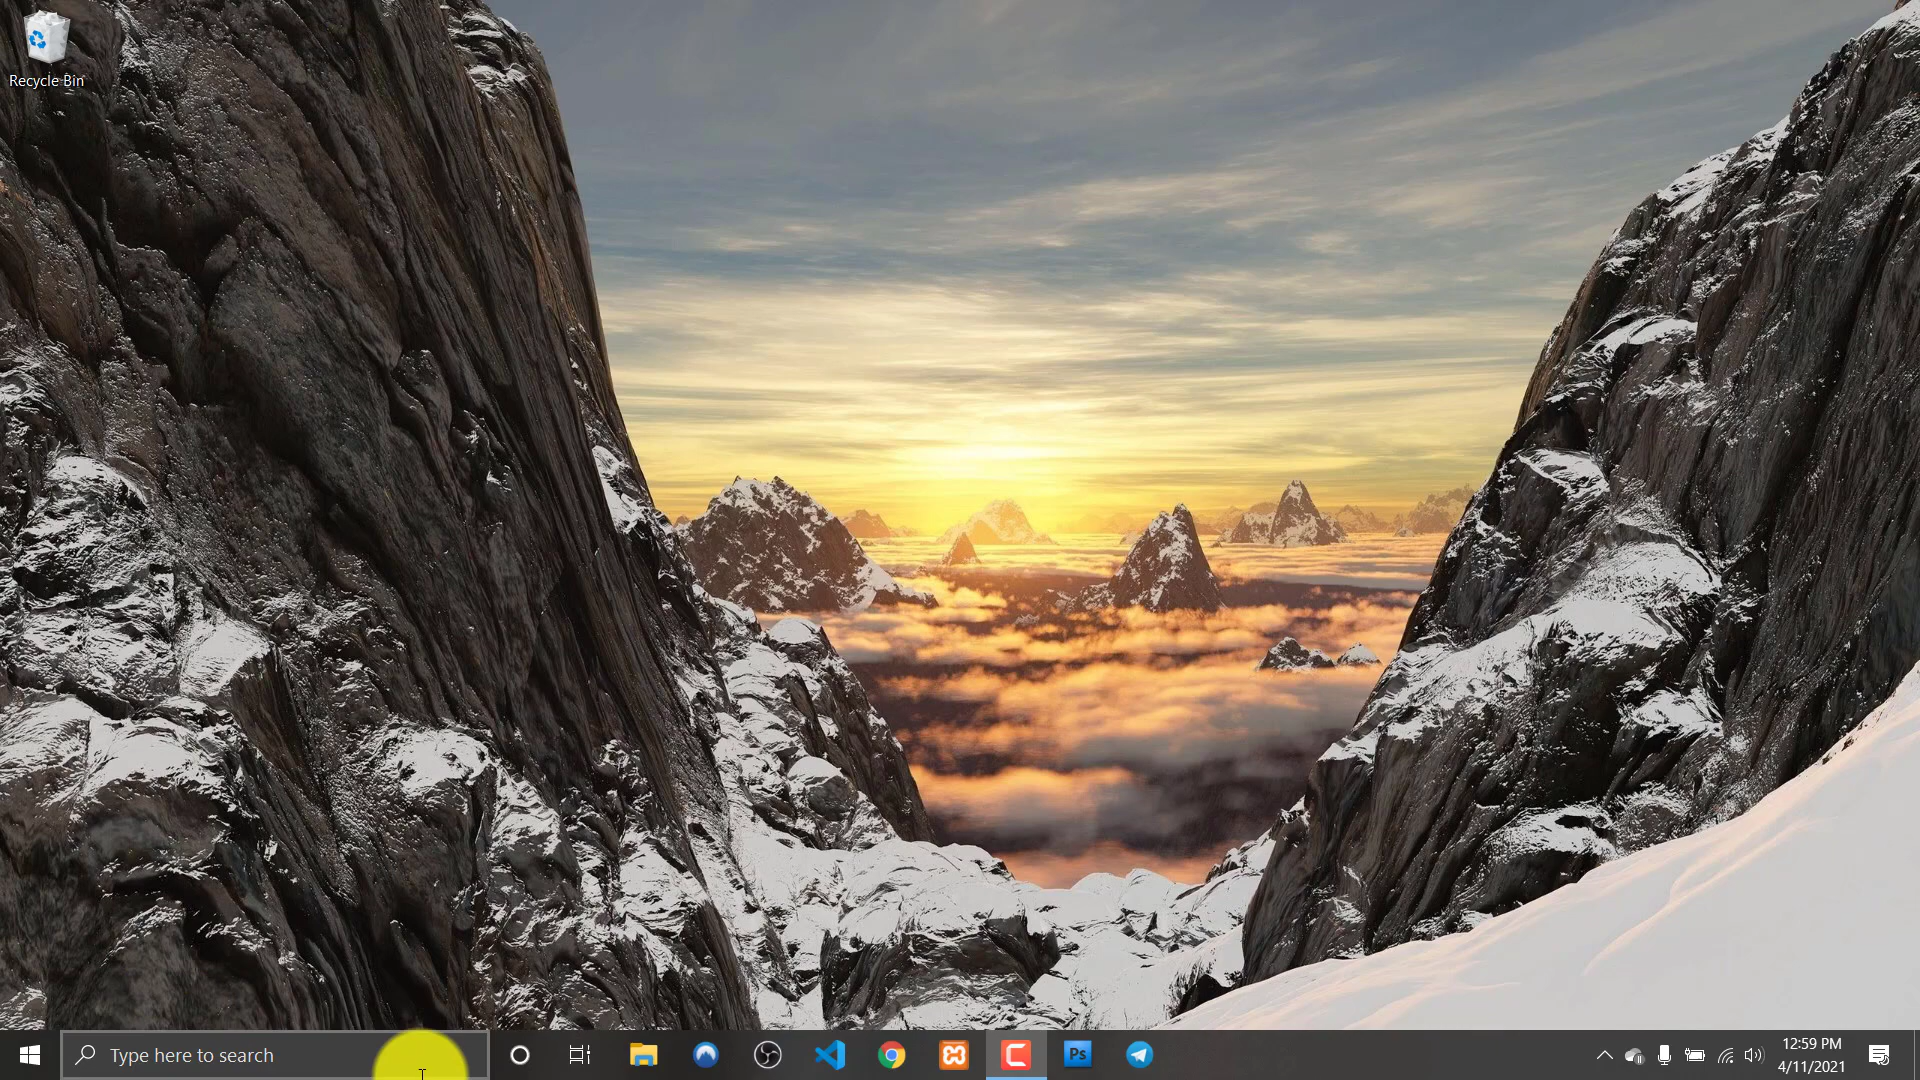 Recycle Bin
Type here to search
Ps
12:59 PM
4/11/2021